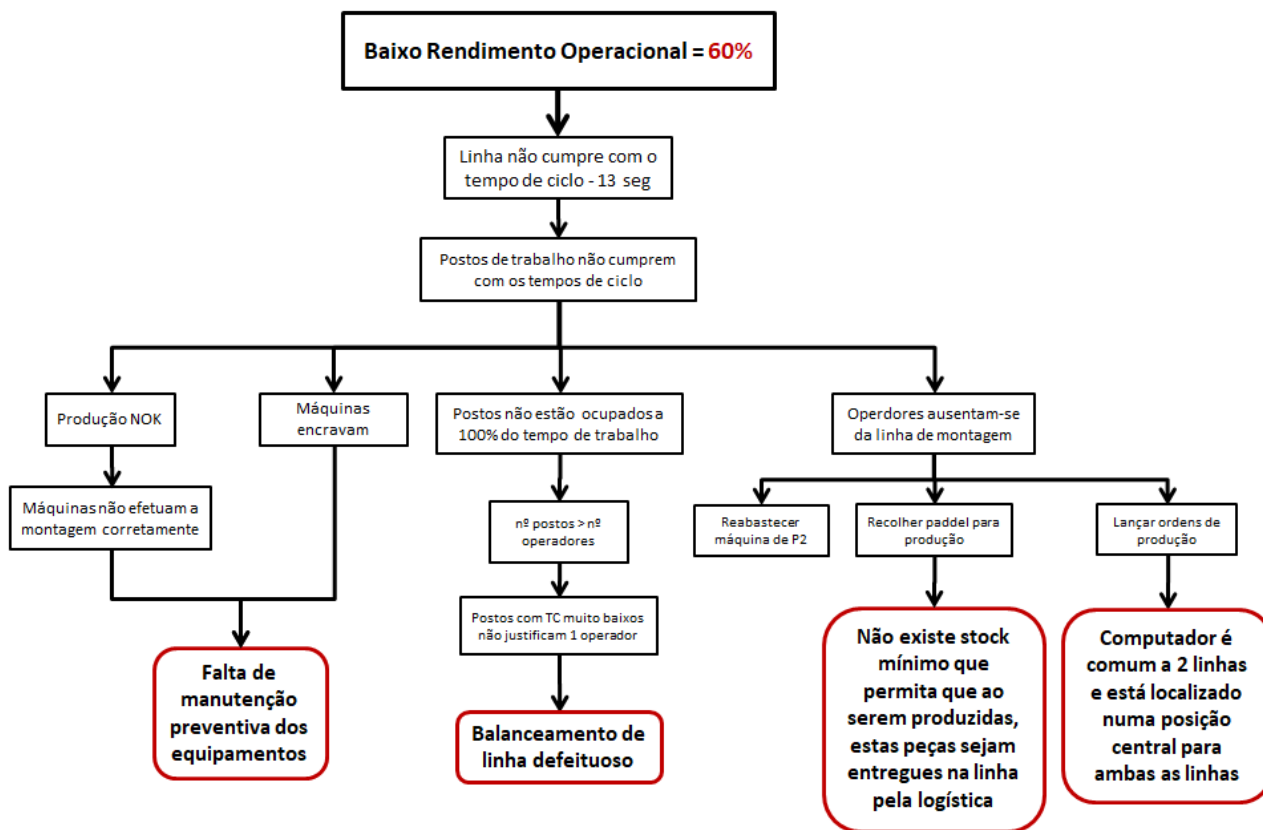 Baixo Rendimento Operacional = 60%
Linha não cumpre com o
tempo de ciclo - 13 seg
Postos de trabalho não cumprem
com os tempos de ciclo
Produção NOK
Máquinas
encravam
Postos não estão ocupados a
100% do tempo de trabalho
Operdores ausentam-se
da linha de montagem
Máquinas não efetuam a
montagem corretamente
nº postos > nº
operadores
Reabastecer
máquina de P2
Recolher paddel para
produção
Lançar ordens de
produção
Postos com TC muito baixos
não justificam 1 operador
Falta de
manutenção
preventiva dos
equipamentos
Balanceamento de
linha defeituoso
Não existe stock
mínimo que
permita que ao
serem produzidas,
estas peças sejam
entregues na linha
pela logística
Computador é
comum a 2 linhas
e está localizado
numa posição
central para
ambas as linhas